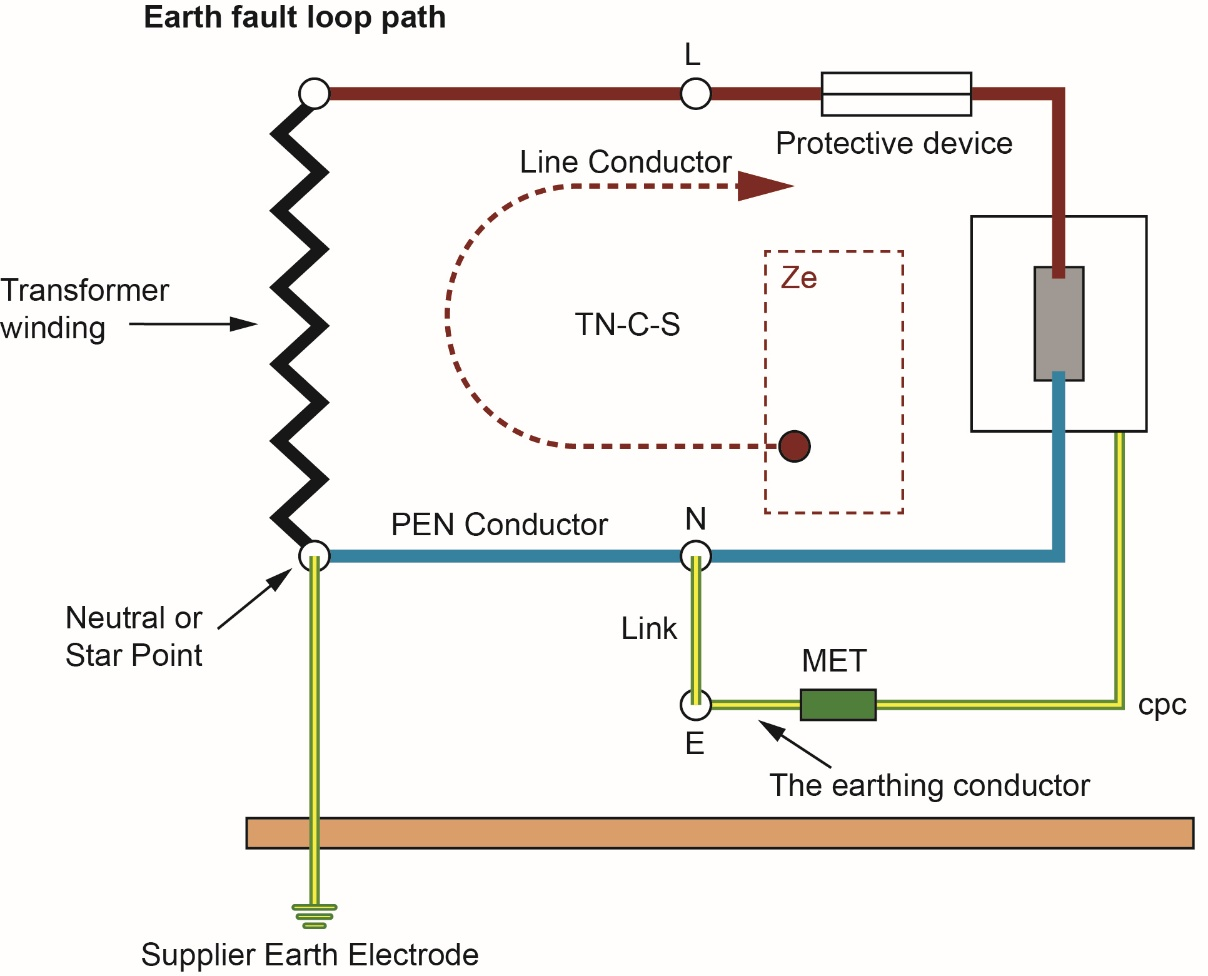 Earth fault loop path
L
Protective device
Line Conductor
Ze
Transformer
winding
TN-C-S
PEN Conductor
N
Neutral or
Star Point
Link
MET
cpc
E
The earthing conductor
Supplier Earth Electrode